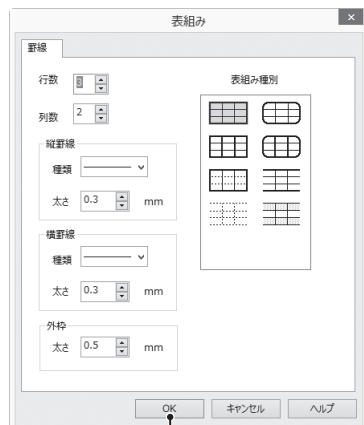 表組み
罫線
行数 3
列数 2
縦罫線
種類
太さ 0.3 mm
横罫線
種類
太さ 0.3 mm
外枠
太さ 0.5 mm
表組み種別
OK キャンセル ヘルプ